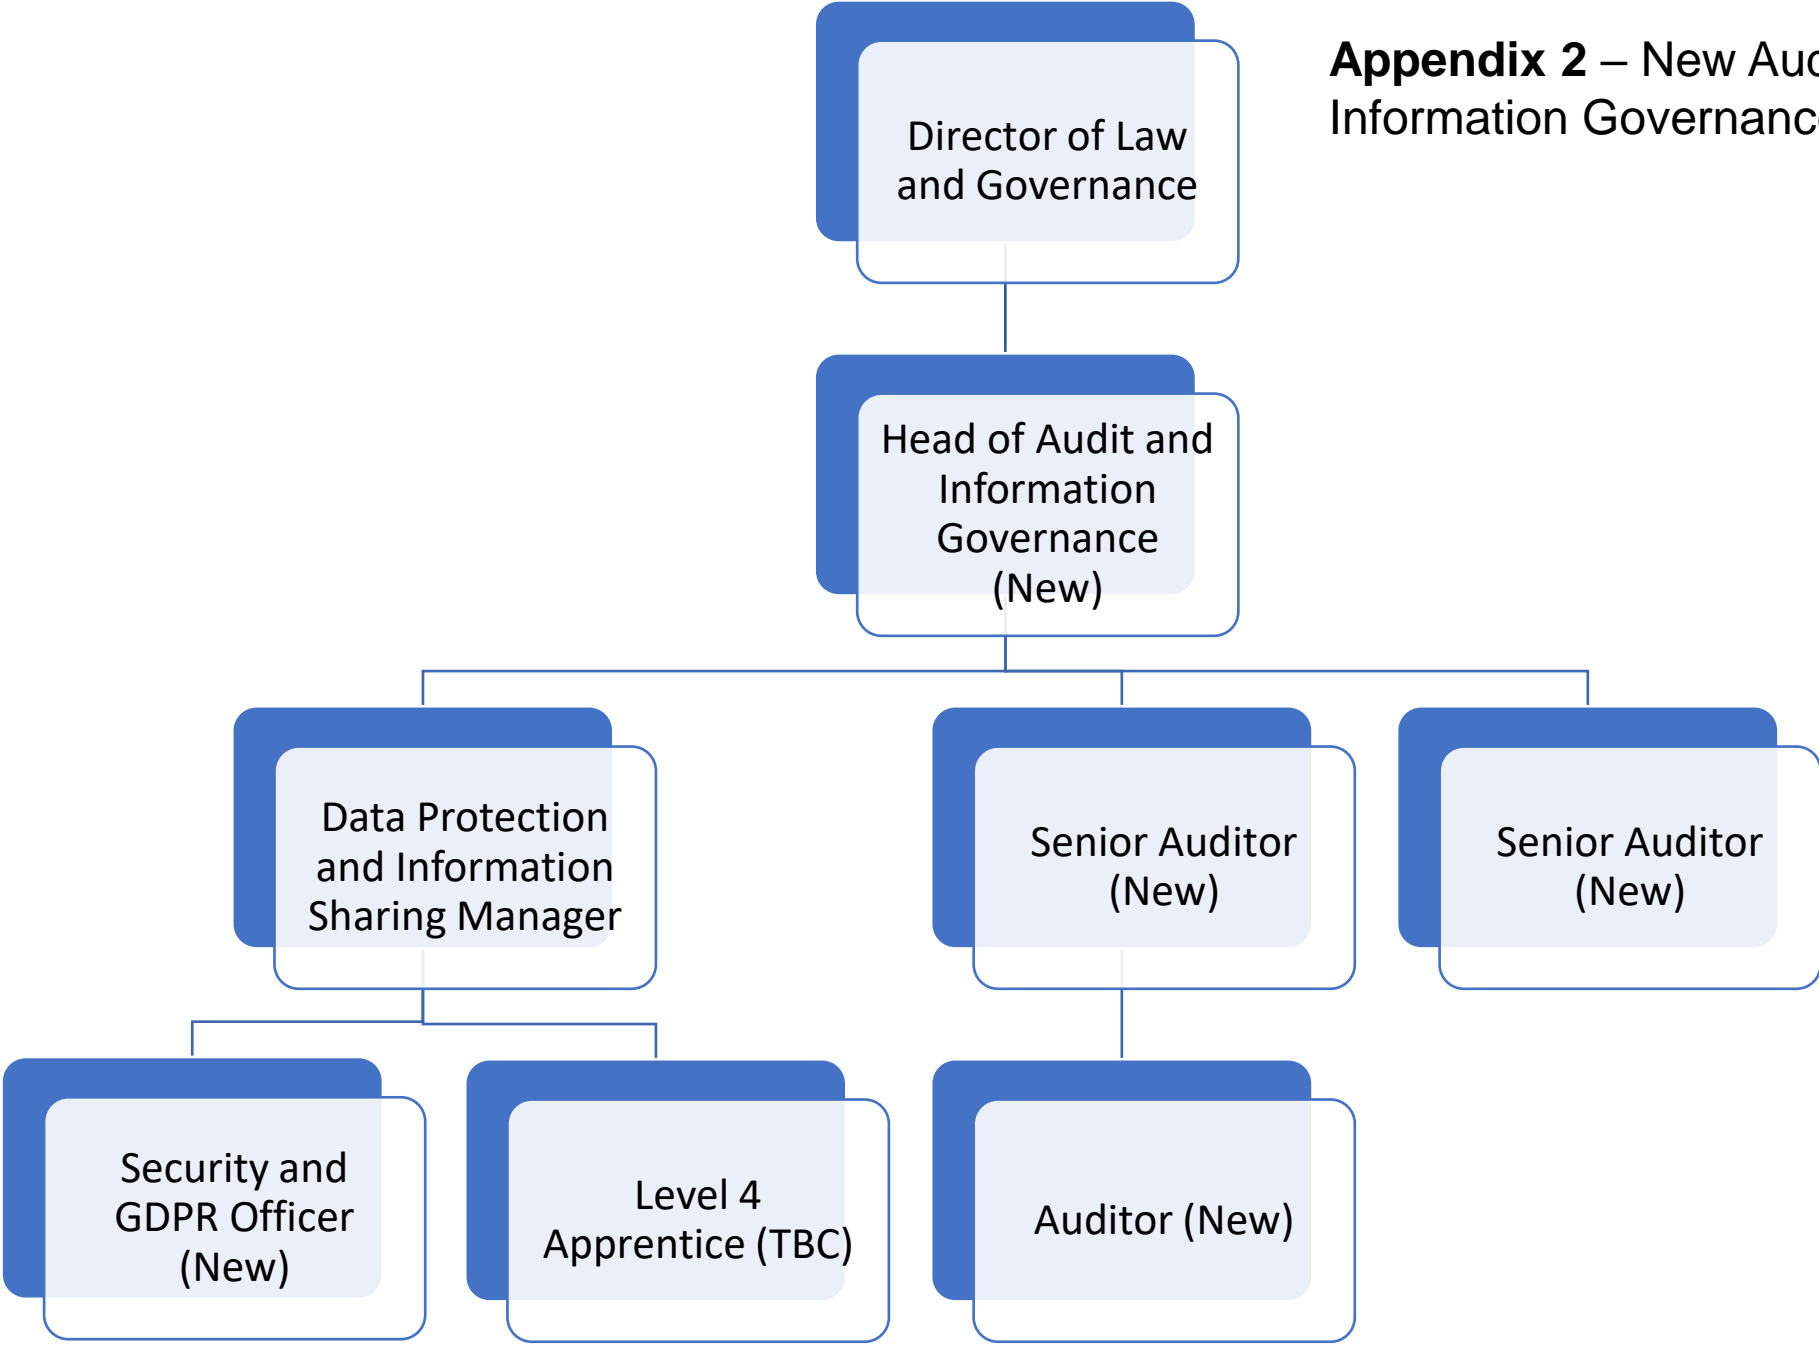 Appendix 2 – New
Information
Director of Law
and Governance
Head of Audit and
Information
Governance
(New)
Data Protection
and Information
Sharing Manager
Senior Auditor
(New)
Senior Auditor
(New)
Security and
GDPR Officer
(New)
Level 4
Apprentice (TBC)
Auditor (New)